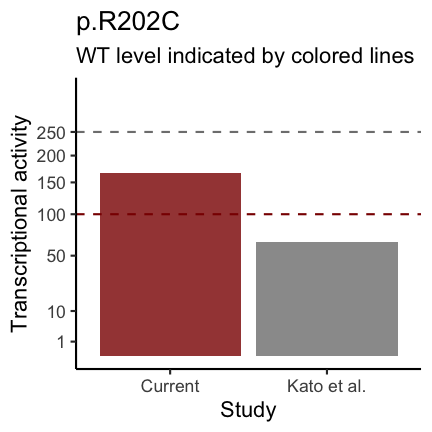 p.R202C
WT level indicated by colored lines
Transcriptional activity
250
200
150
100
50
10
1
Current
Kato et al.
Study